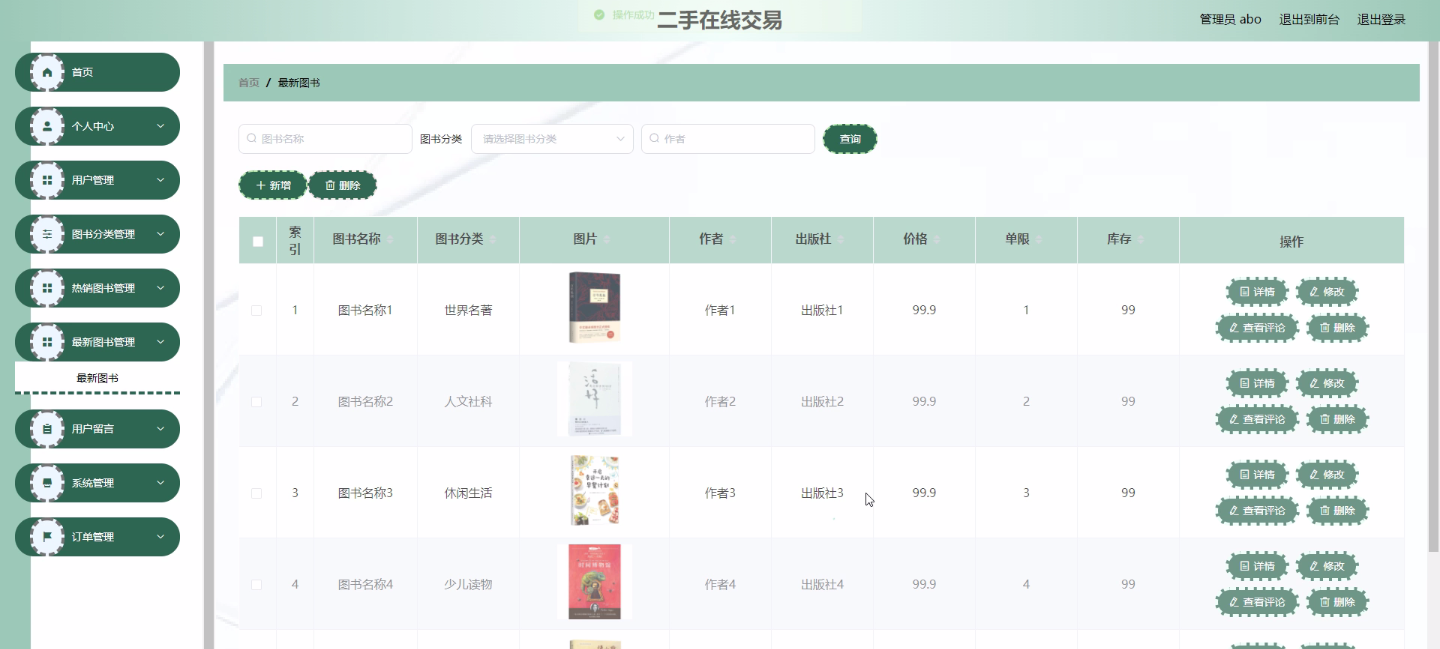 操作成功
二手在线交易
管理员 abo 退出到前台 退出登录
首页
个人中心
用户管理
图书分类管理
热销图书管理
最新图书管理
最新图书
用户留言
系统管理
订单管理
首页 / 最新图书
图书名称 图书分类 请选择图书分类 作者 查询
新增 删除
索引 图书名称 图书分类 图片 作者 出版社 价格 单限 库存 操作
1 图书名称1 世界名著 作者1 出版社1 99.9 1 99 详情 修改
查看评论 删除
2 图书名称2 人文社科 作者2 出版社2 99.9 2 99 详情 修改
查看评论 删除
3 图书名称3 休闲生活 作者3 出版社3 99.9 3 99 详情 修改
查看评论 删除
4 图书名称4 少儿读物 作者4 出版社4 99.9 4 99 详情 修改
查看评论 删除